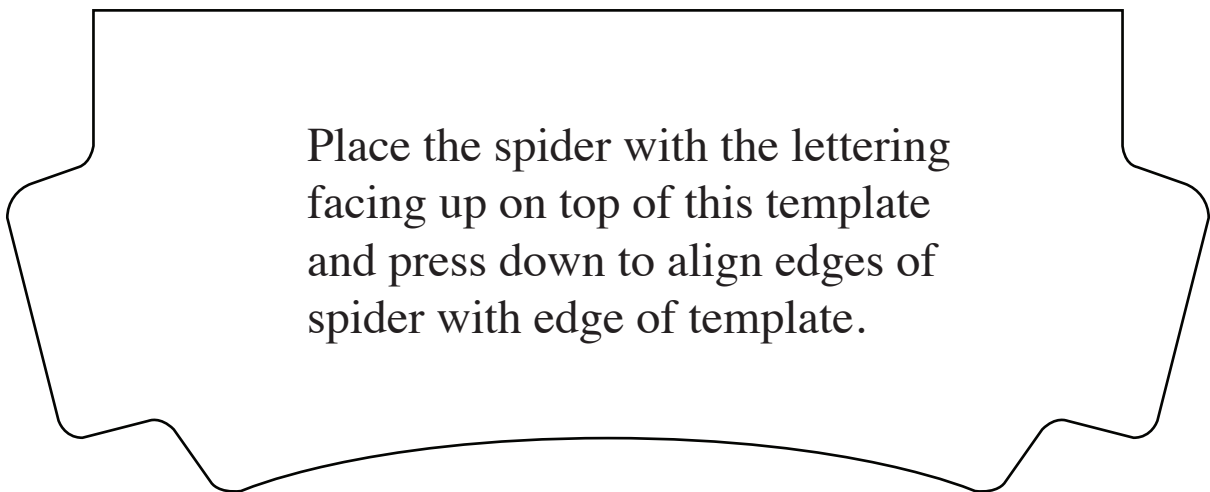 Place the spider with the lettering
facing up on top of this template
and press down to align edges of
spider with edge of template.